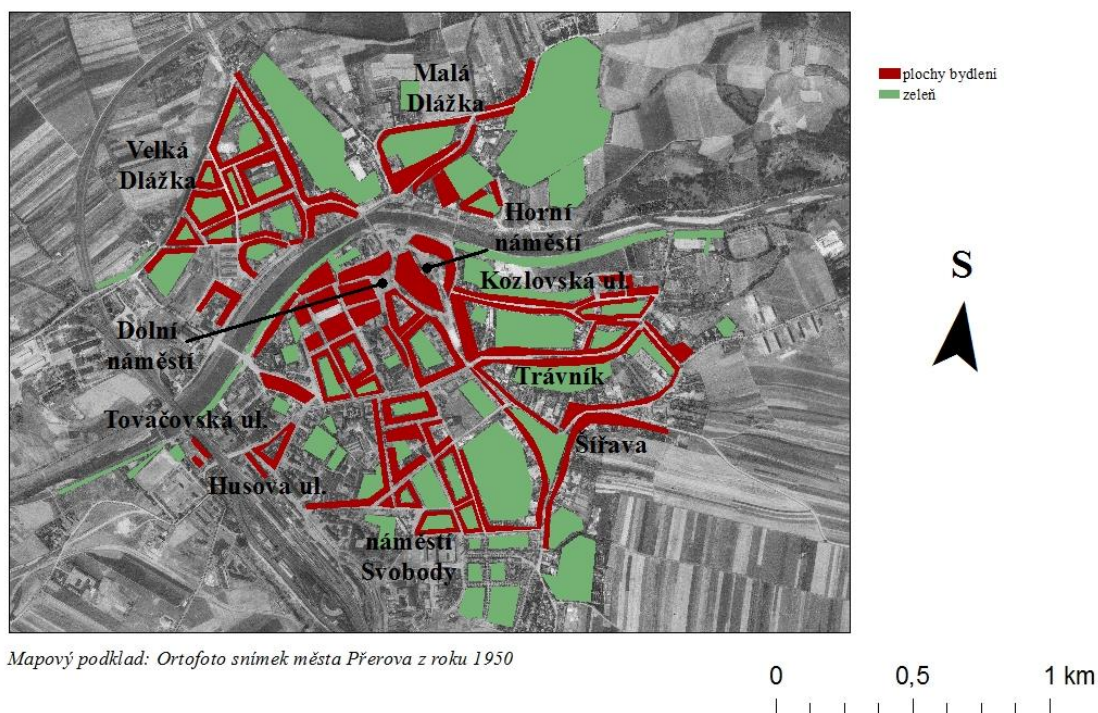 plochy bydlení
zeleň
Malá
Dlážka
Velká
Dlážka
Horní
náměstí
Kozlovská ul.
S
Dolní
náměstí
Trávník
Tovačovská ul.
Šířava
Husova ul.
náměstí
Svobody
Mapový podklad: Ortofoto snímek města Přerova z roku 1950
0 0,5 1 km